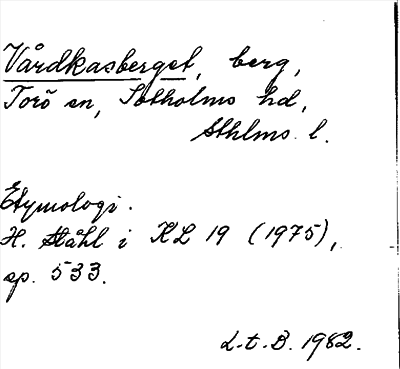 Vårdkasberget, berg,
Torö sn, Sotholms hd,
Sthlms l.
Etymologi.
H. Ståhl i KL 19 (1975),
sp. 533.
L.t.B. 1982.